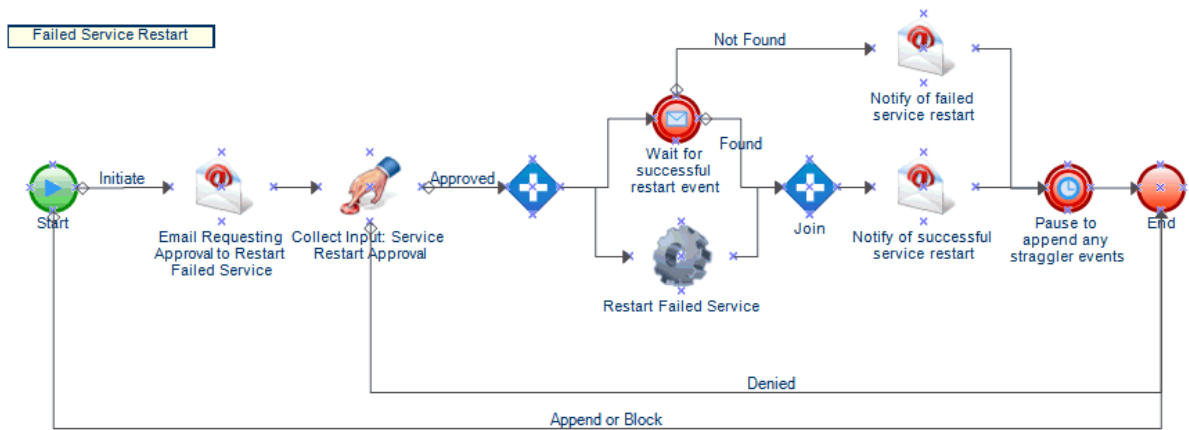 Failed Service Restart
Not Found
Notify of failed
service restart
Found
Wait for
successful
restart event
Initiate
Approved
Start
Email Requesting
Approval to Restart
Failed Service
Collect Input: Service
Restart Approval
Join
Notify of successful
service restart
Pause to
append any
straggler events
End
Restart Failed Service
Denied
Append or Block